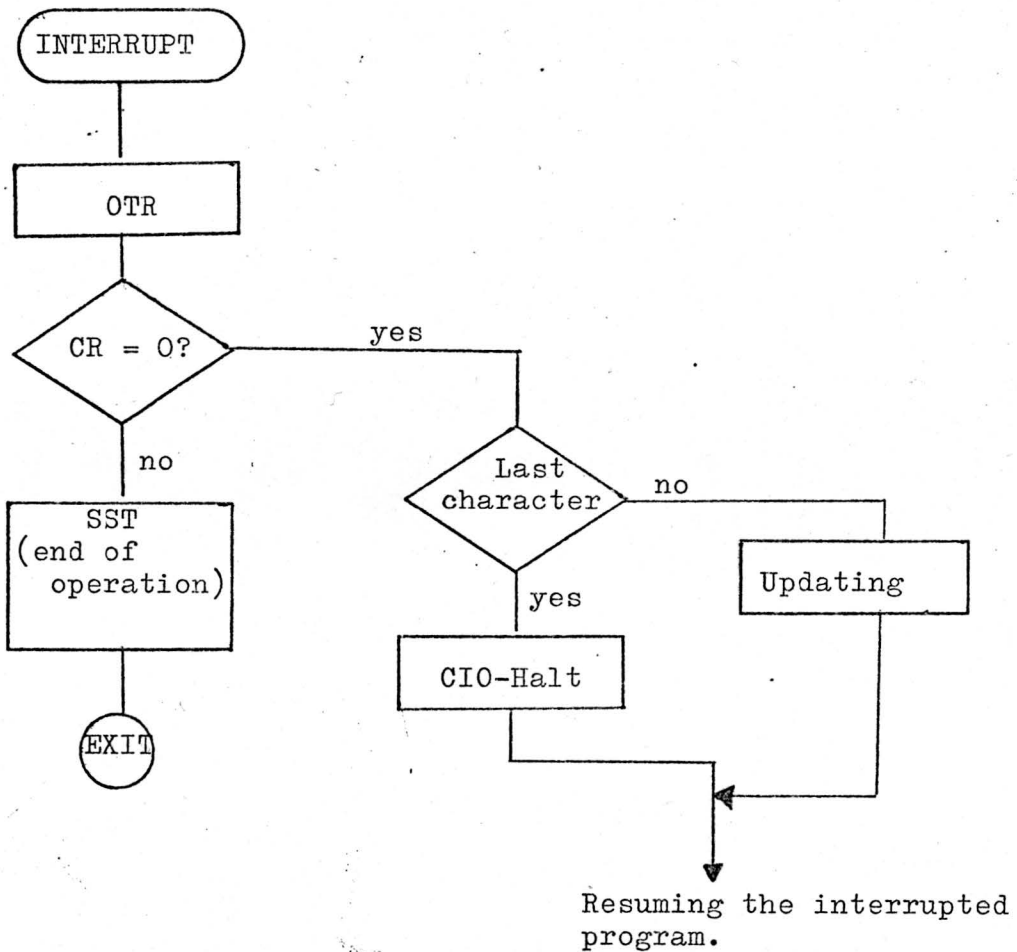 INTERRUPT
OTR
CR = 0?
yes
no
SST
(end of
operation)
EXIT
Last
character
no
yes
Updating
CIO-Halt
Resuming the interrupted
program.